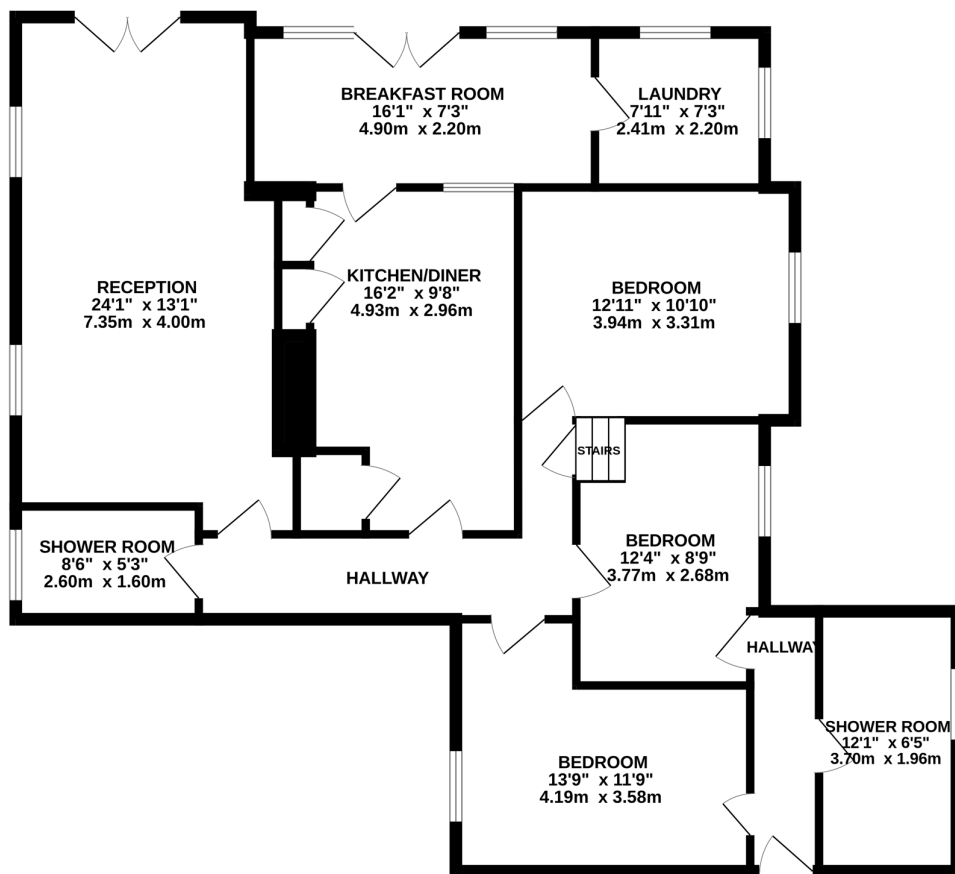 BREAKFAST ROOM
16'1" x 7'3"
4.90m x 2.20m
LAUNDRY
7'11" x 7'3"
2.41m x 2.20m
RECEPTION
24'1" x 13'1"
7.35m x 4.00m
KITCHEN/DINER
16'2" x 9'8"
4.93m x 2.96m
BEDROOM
12'11" x 10'10"
3.94m x 3.31m
STAIRS
SHOWER ROOM
8'6" x 5'3"
2.60m x 1.60m
HALLWAY
BEDROOM
12'4" x 8'9"
3.77m x 2.68m
HALLWAY
SHOWER ROOM
12'1" x 6'5"
3.70m x 1.96m
BEDROOM
13'9" x 11'9"
4.19m x 3.58m